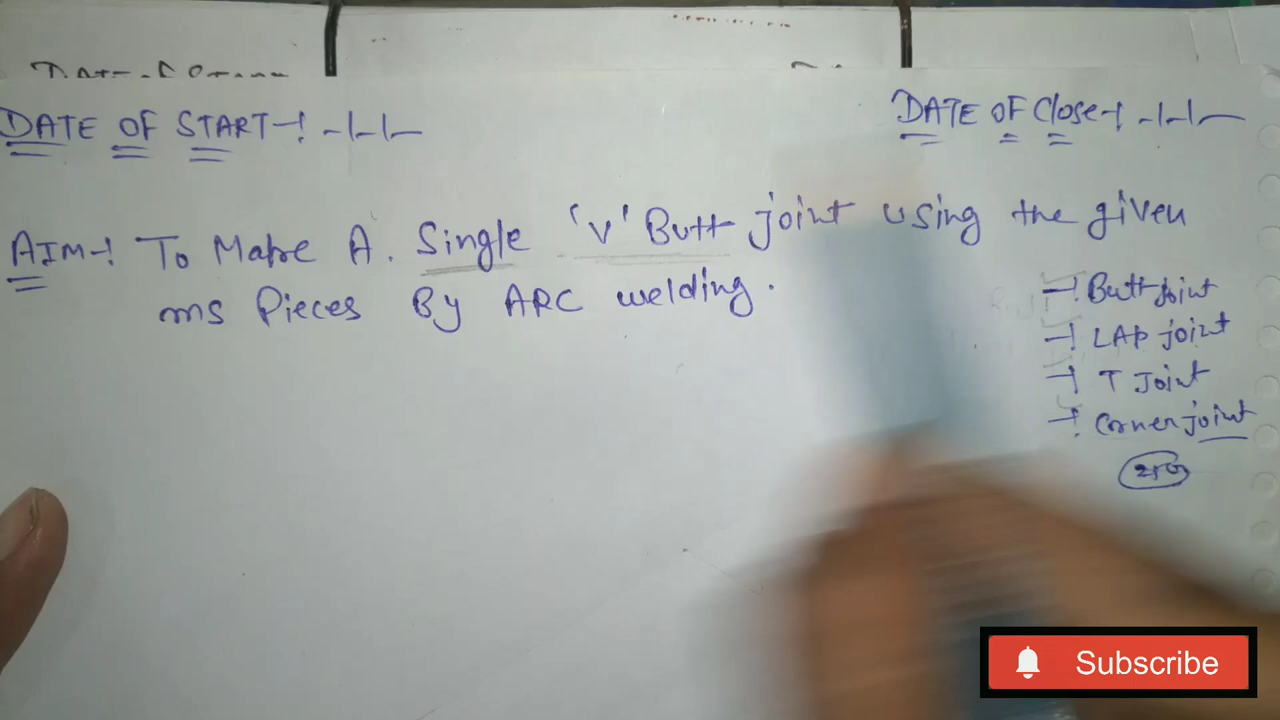 DATE OF START-! -/-/-
DATE OF Close-! -/-/-
AIM-! To Make A. Single 'V' Butt joint using the given
ms Pieces By ARC welding.
-! Butt joint
-! LAP joint
-! T Joint
-! Corner joint
Subscribe